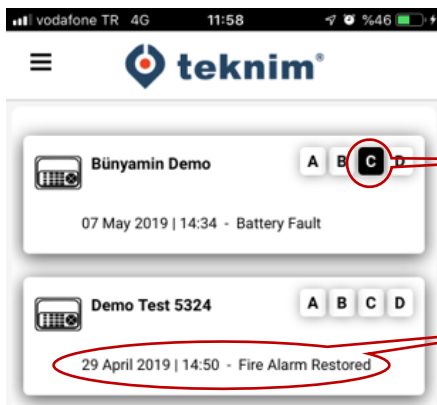 vodafone TR 4G 11:58 %46
teknim®
Bünyamin Demo A B C D
07 May 2019 | 14:34 - Battery Fault
Demo Test 5324 A B C D
29 April 2019 | 14:50 - Fire Alarm Restored